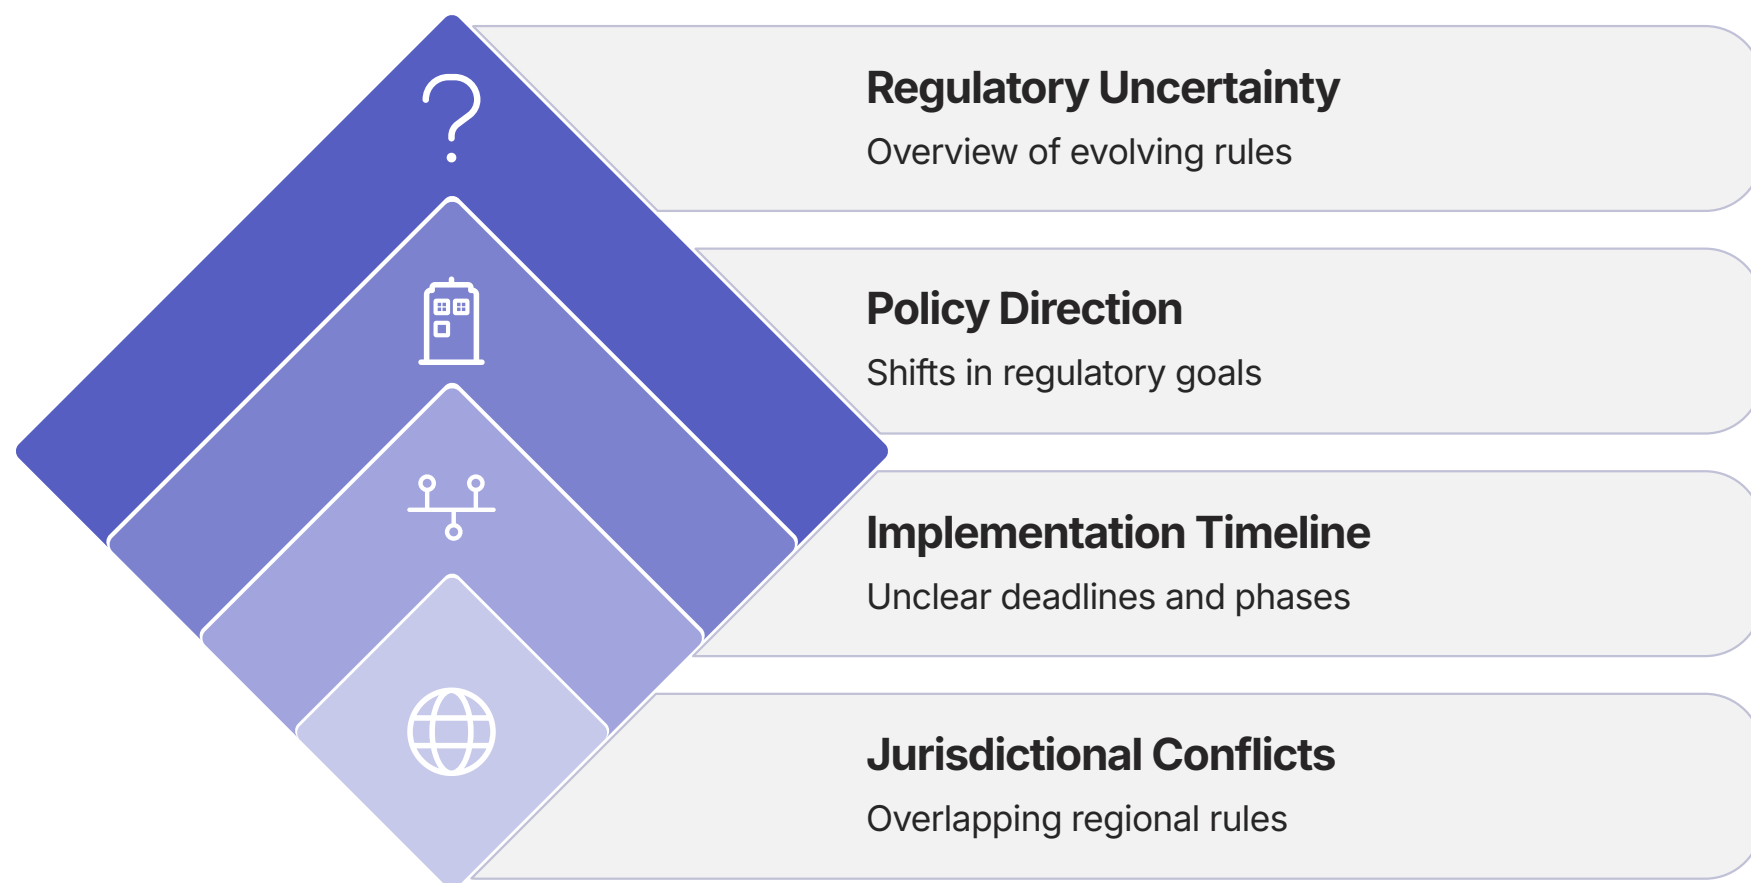 Regulatory Uncertainty
Overview of evolving rules
Policy Direction
Shifts in regulatory goals
Implementation Timeline
Unclear deadlines and phases
Jurisdictional Conflicts
Overlapping regional rules